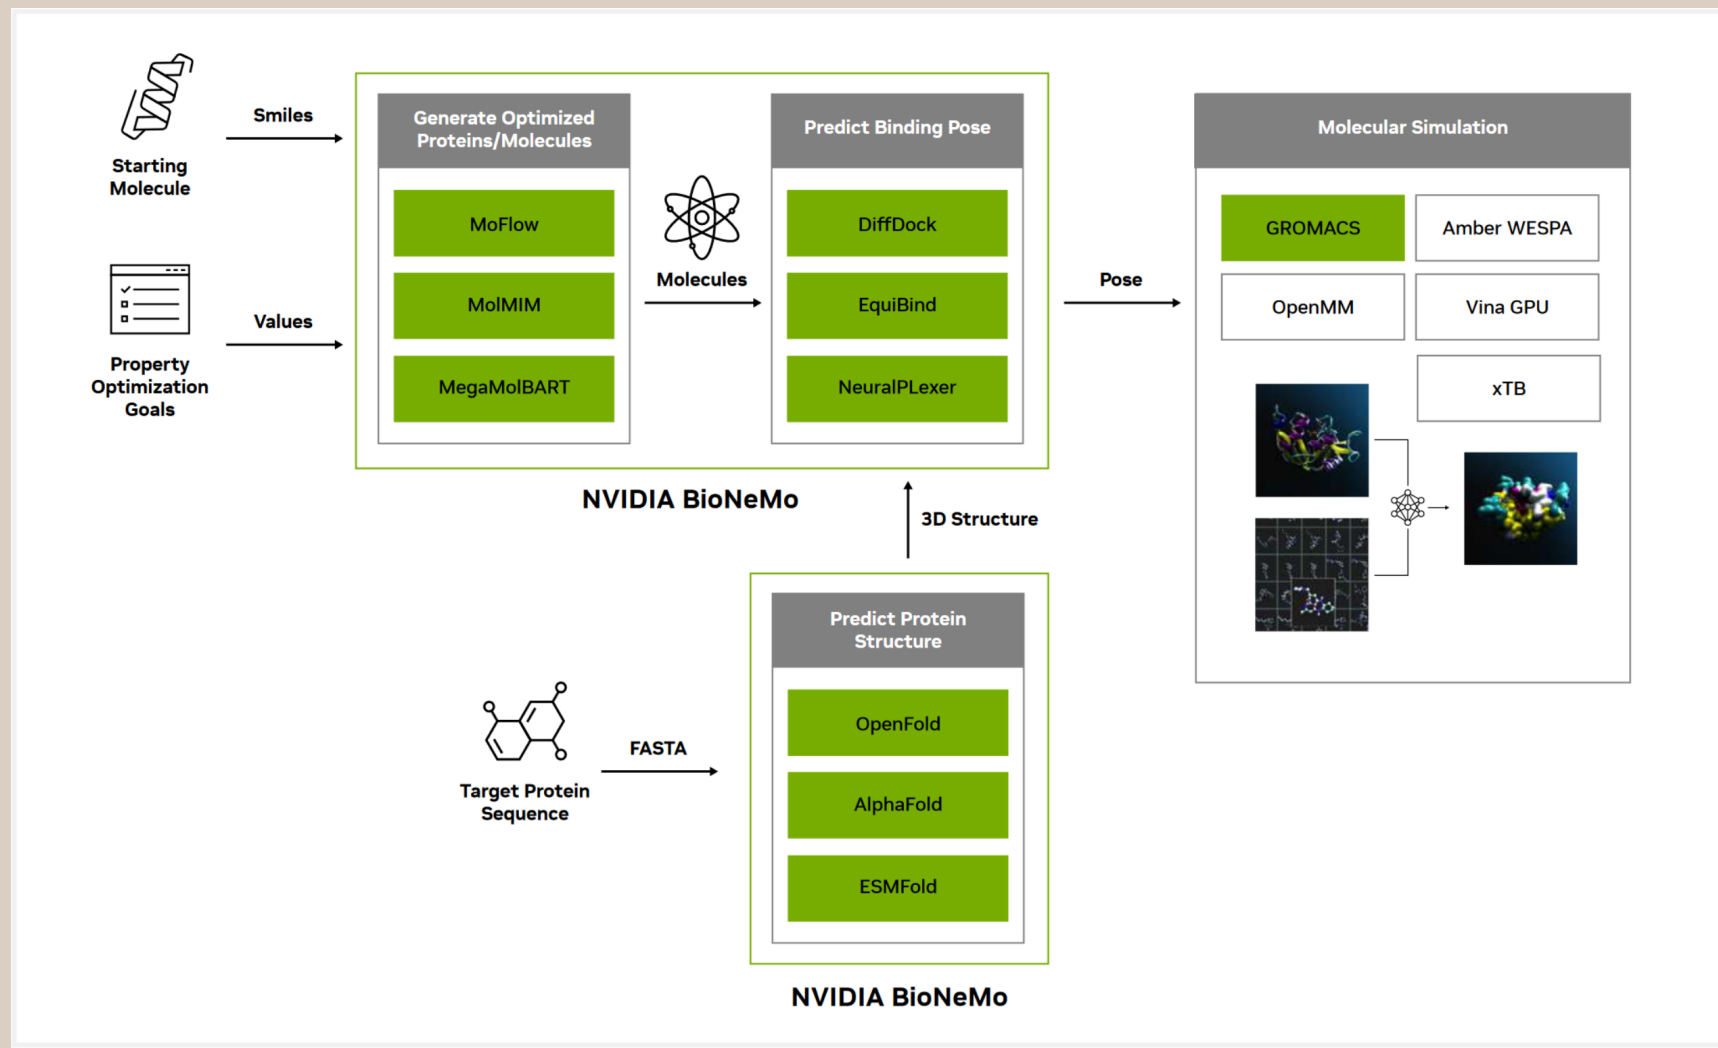 Smiles
Starting
Molecule
Values
Property
Optimization
Goals
Generate Optimized
Proteins/Molecules
MoFlow
MolMIM
MegaMolBART
Molecules
Predict Binding Pose
DiffDock
EquiBind
NeuralPLexer
NVIDIA BioNeMo
Pose
Molecular Simulation
GROMACS
Amber WESPA
OpenMM
Vina GPU
xTB
3D Structure
Target Protein
Sequence
FASTA
Predict Protein
Structure
OpenFold
AlphaFold
ESMFold
NVIDIA BioNeMo